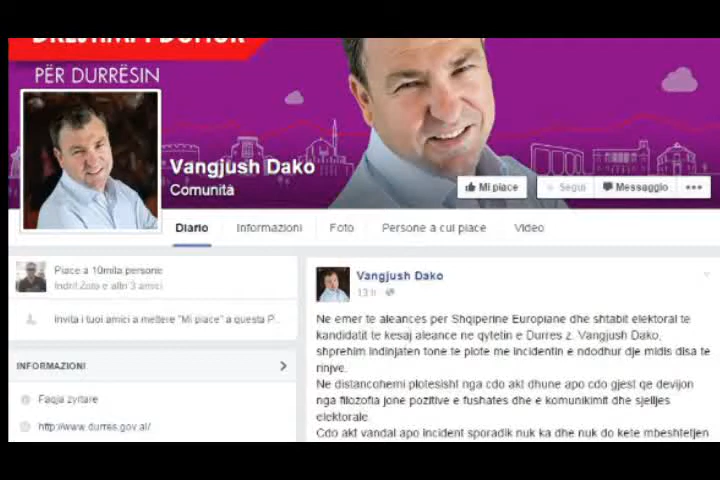 DREJTIMI I DUHUR
PËR DURRËSIN
Vangjush Dako
Comunità
Mi piace
Segui
Messaggio
Diario
Informazioni
Foto
Persone a cui piace
Video
Piace a 10mila persone
Indrit Zoto e altri 3 amici
Invita i tuoi amici a mettere "Mi piace" a questa P...
INFORMAZIONI
Faqja zyrtare
http://www.durres.gov.al/
Vangjush Dako
13 h
Ne emer te aleances per Shqiperine Europiane dhe shtabit elektoral te
kandidatit te kesaj aleance ne qytetin e Durres z. Vangjush Dako,
shprehim indinjaten tone te plote me incidentin e ndodhur dje midis disa te
rinjve.
Ne distancohemi plotesisht nga cdo akt dhune apo cdo gjest qe devijon
nga filozofia jone pozitive e fushates dhe e komunikimit dhe sjelljes
elektorale.
Cdo akt vandal apo incident sporadik nuk ka dhe nuk do kete mbeshtetjen